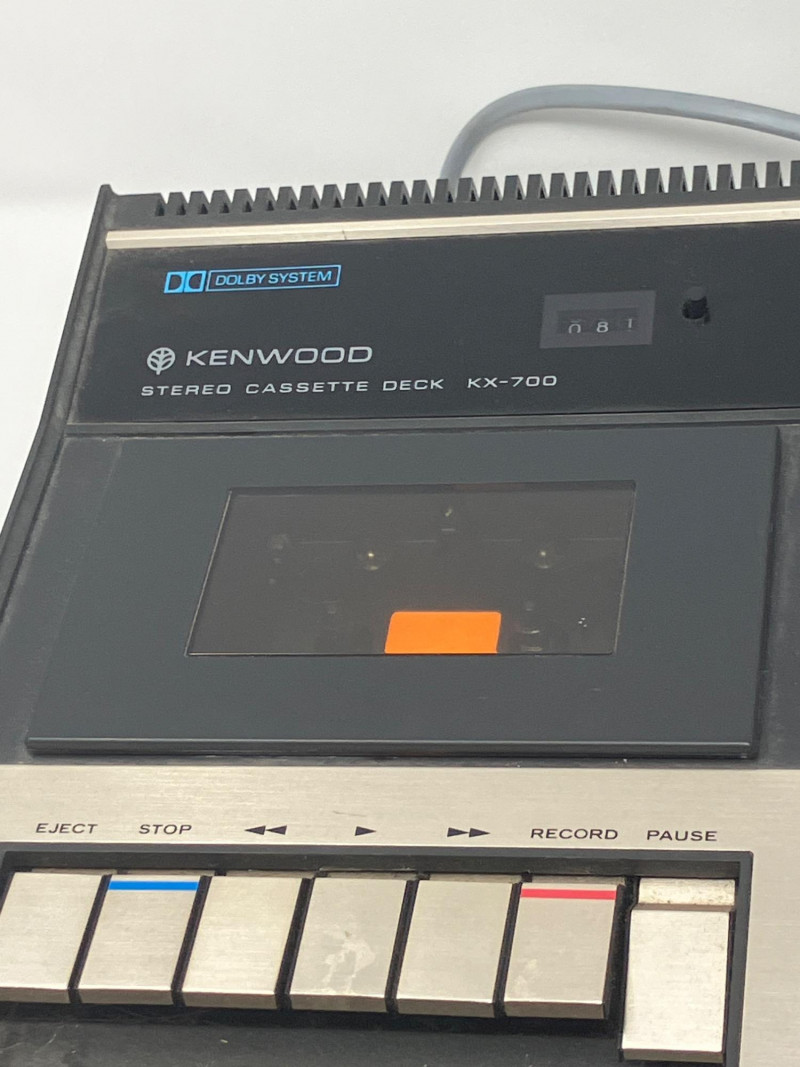 DOLBY SYSTEM
081
KENWOOD
STEREO CASSETTE DECK KX-700
EJECT STOP ◀◀ ▶ ▶▶ RECORD PAUSE